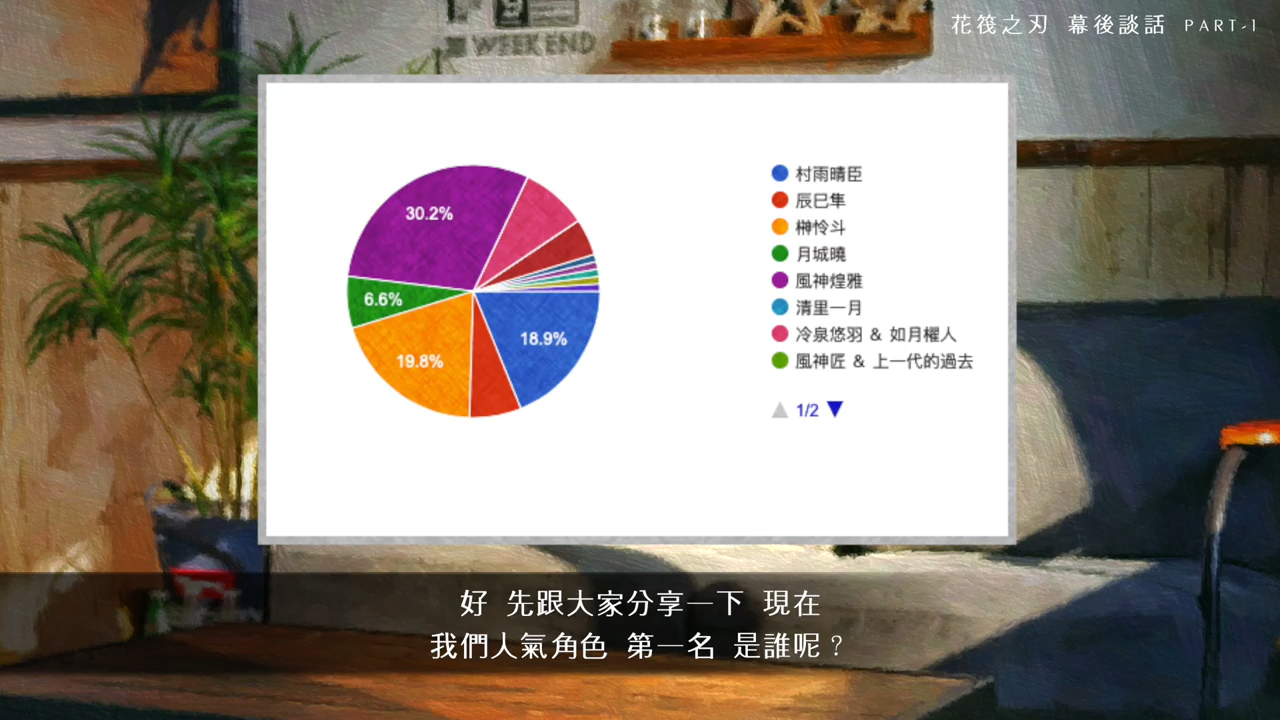 花筏之刃 幕後談話 PART-1
WEEKEND
30.2%
6.6%
19.8%
18.9%
村雨晴臣
辰巳隼
榊怜斗
月城曉
風神煌雅
清里一月
冷泉悠羽 & 如月櫂人
風神匠 & 上一代的過去
1/2
好 先跟大家分享一下 現在
我們人氣角色 第一名 是誰呢？